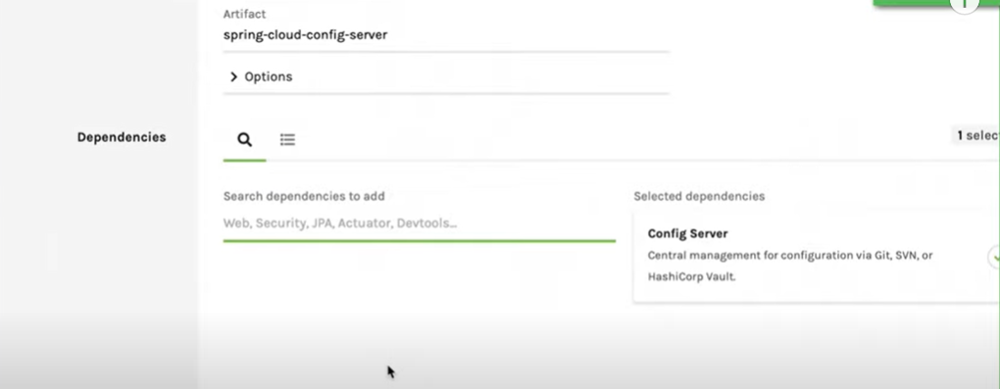 Artifact
spring-cloud-config-server
Options
Dependencies
1 selec
Search dependencies to add
Selected dependencies
Web, Security, JPA, Actuator, Devtools...
Config Server
Central management for configuration via Git, SVN, or
HashiCorp Vault.